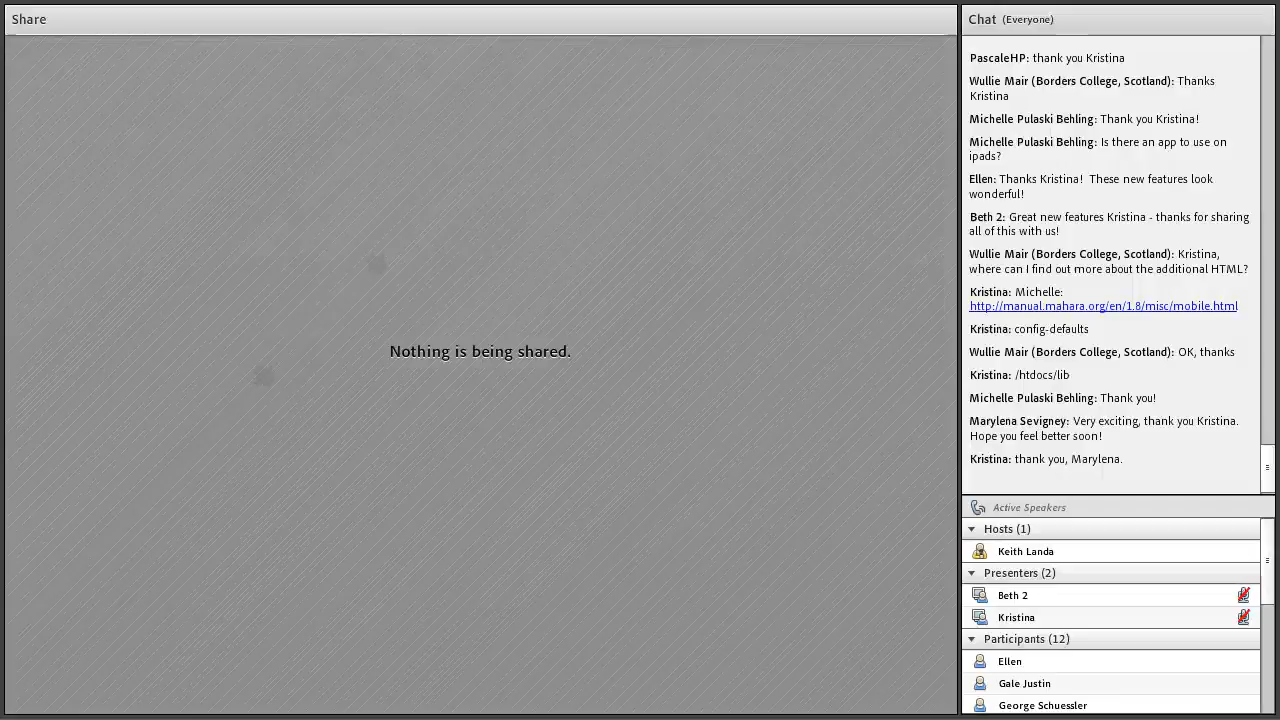 Share
Nothing is being shared.
Chat (Everyone)
PascaleHP: thank you Kristina
Wullie Mair (Borders College, Scotland): Thanks
Kristina
Michelle Pulaski Behling: Thank you Kristina!
Michelle Pulaski Behling: Is there an app to use on
ipads?
Ellen: Thanks Kristina!  These new features look
wonderful!
Beth 2: Great new features Kristina - thanks for sharing
all of this with us!
Wullie Mair (Borders College, Scotland): Kristina,
where can I find out more about the additional HTML?
Kristina: Michelle:
http://manual.mahara.org/en/1.8/misc/mobile.html
Kristina: config-defaults
Wullie Mair (Borders College, Scotland): OK, thanks
Kristina: /htdocs/lib
Michelle Pulaski Behling: Thank you!
Marylena Sevigney: Very exciting, thank you Kristina.
Hope you feel better soon!
Kristina: thank you, Marylena.
Active Speakers
Hosts (1)
Keith Landa
Presenters (2)
Beth 2
Kristina
Participants (12)
Ellen
Gale Justin
George Schuessler